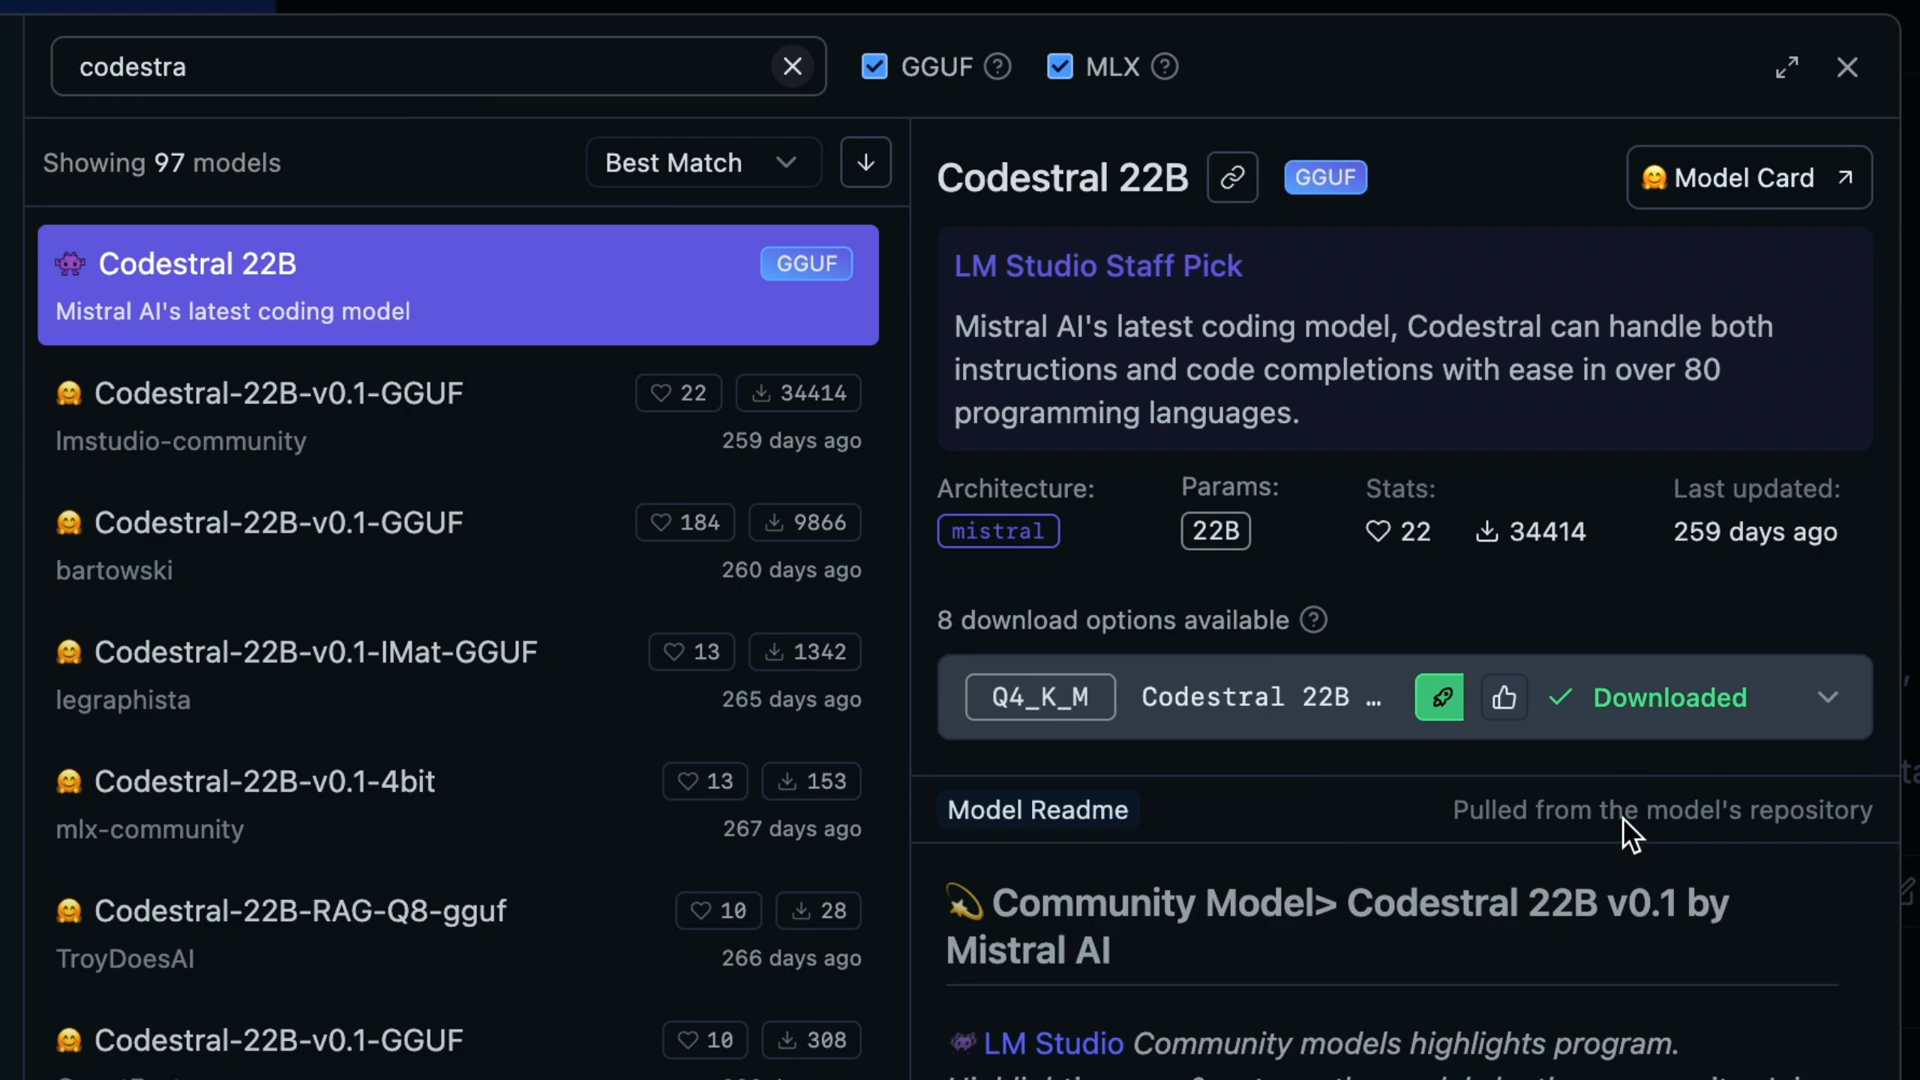 codestra
GGUF
MLX
Showing 97 models
Best Match
Codestral 22B
GGUF
Mistral AI's latest coding model
Codestral-22B-v0.1-GGUF
22
34414
lmstudio-community
259 days ago
Codestral-22B-v0.1-GGUF
184
9866
bartowski
260 days ago
Codestral-22B-v0.1-IMat-GGUF
13
1342
legraphista
265 days ago
Codestral-22B-v0.1-4bit
13
153
mlx-community
267 days ago
Codestral-22B-RAG-Q8-gguf
10
28
TroyDoesAI
266 days ago
Codestral-22B-v0.1-GGUF
10
308
Codestral 22B
GGUF
Model Card
LM Studio Staff Pick
Mistral AI's latest coding model, Codestral can handle both
instructions and code completions with ease in over 80
programming languages.
Architecture:
Params:
Stats:
Last updated:
mistral
22B
22
34414
259 days ago
8 download options available
Q4_K_M
Codestral 22B …
Downloaded
Model Readme
Pulled from the model's repository
Community Model> Codestral 22B v0.1 by
Mistral AI
LM Studio Community models highlights program.